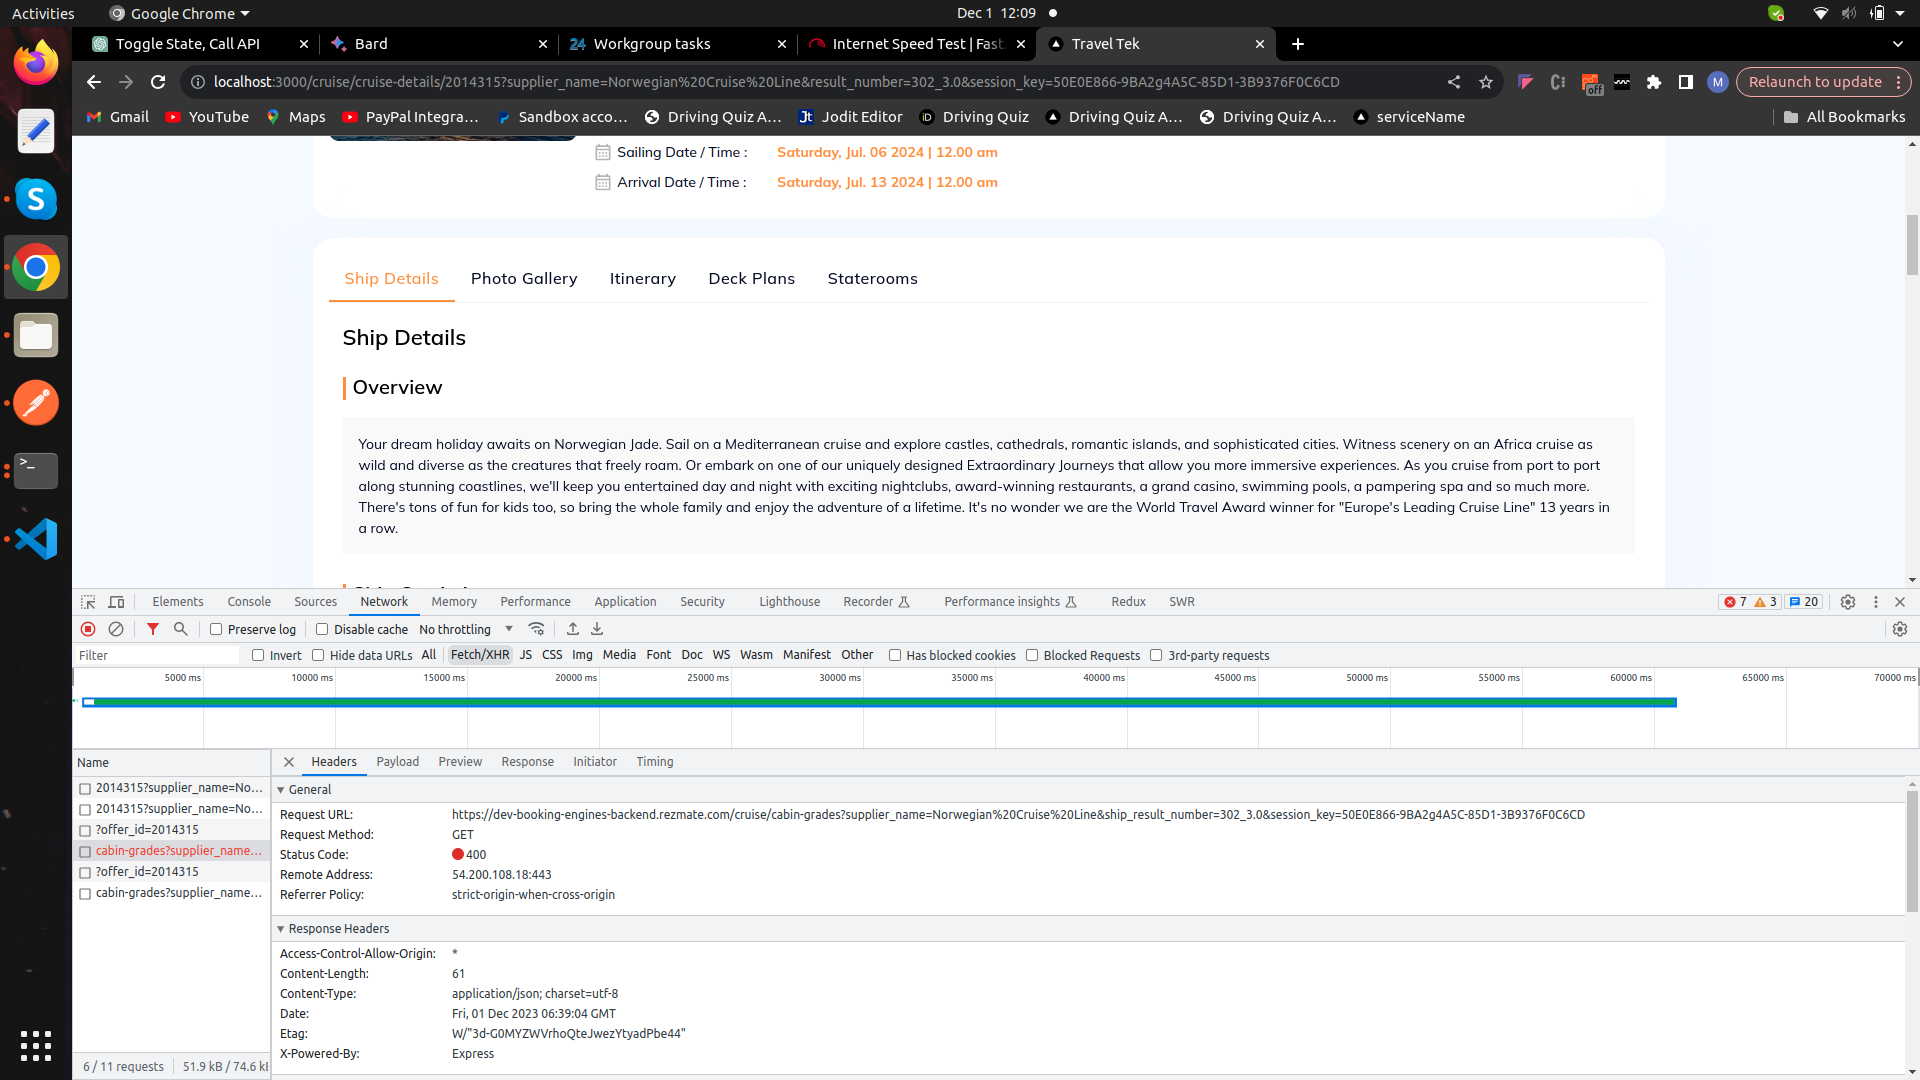 Activities
Google Chrome
Dec 1 12:09
Toggle State, Call API
Bard
24 Workgroup tasks
Internet Speed Test | Fast.
Travel Tek
localhost:3000/cruise/cruise-details/2014315?supplier_name=Norwegian%20Cruise%20Line&result_number=302_3.0&session_key=50E0E866-9BA2g4A5C-85D1-3B9376F0C6CD
off
M
Relaunch to update
Gmail
YouTube
Maps
PayPal Integra...
Sandbox acco...
Driving Quiz A...
Jt Jodit Editor
iD Driving Quiz
Driving Quiz A...
Driving Quiz A...
serviceName
All Bookmarks
Sailing Date / Time : Saturday, Jul. 06 2024 | 12.00 am
Arrival Date / Time : Saturday, Jul. 13 2024 | 12.00 am
Ship Details Photo Gallery Itinerary Deck Plans Staterooms
Ship Details
Overview
Your dream holiday awaits on Norwegian Jade. Sail on a Mediterranean cruise and explore castles, cathedrals, romantic islands, and sophisticated cities. Witness scenery on an Africa cruise as
wild and diverse as the creatures that freely roam. Or embark on one of our uniquely designed Extraordinary Journeys that allow you more immersive experiences. As you cruise from port to port
along stunning coastlines, we'll keep you entertained day and night with exciting nightclubs, award-winning restaurants, a grand casino, swimming pools, a pampering spa and so much more.
There's tons of fun for kids too, so bring the whole family and enjoy the adventure of a lifetime. It's no wonder we are the World Travel Award winner for "Europe's Leading Cruise Line" 13 years in
a row.
Elements Console Sources Network Memory Performance Application Security Lighthouse Recorder Performance insights Redux SWR 7 3 20
Preserve log Disable cache No throttling
Filter Invert Hide data URLs All Fetch/XHR JS CSS Img Media Font Doc WS Wasm Manifest Other Has blocked cookies Blocked Requests 3rd-party requests
5000 ms 10000 ms 15000 ms 20000 ms 25000 ms 30000 ms 35000 ms 40000 ms 45000 ms 50000 ms 55000 ms 60000 ms 65000 ms 70000 ms
Name
2014315?supplier_name=No...
2014315?supplier_name=No...
?offer_id=2014315
cabin-grades?supplier_name...
?offer_id=2014315
cabin-grades?supplier_name...
6 / 11 requests 51.9 kB / 74.6 kB
Headers Payload Preview Response Initiator Timing
General
Request URL: https://dev-booking-engines-backend.rezmate.com/cruise/cabin-grades?supplier_name=Norwegian%20Cruise%20Line&ship_result_number=302_3.0&session_key=50E0E866-9BA2g4A5C-85D1-3B9376F0C6CD
Request Method: GET
Status Code: 400
Remote Address: 54.200.108.18:443
Referrer Policy: strict-origin-when-cross-origin
Response Headers
Access-Control-Allow-Origin: *
Content-Length: 61
Content-Type: application/json; charset=utf-8
Date: Fri, 01 Dec 2023 06:39:04 GMT
Etag: W/"3d-G0MYZWVrhoQteJwezYtyadPbe44"
X-Powered-By: Express